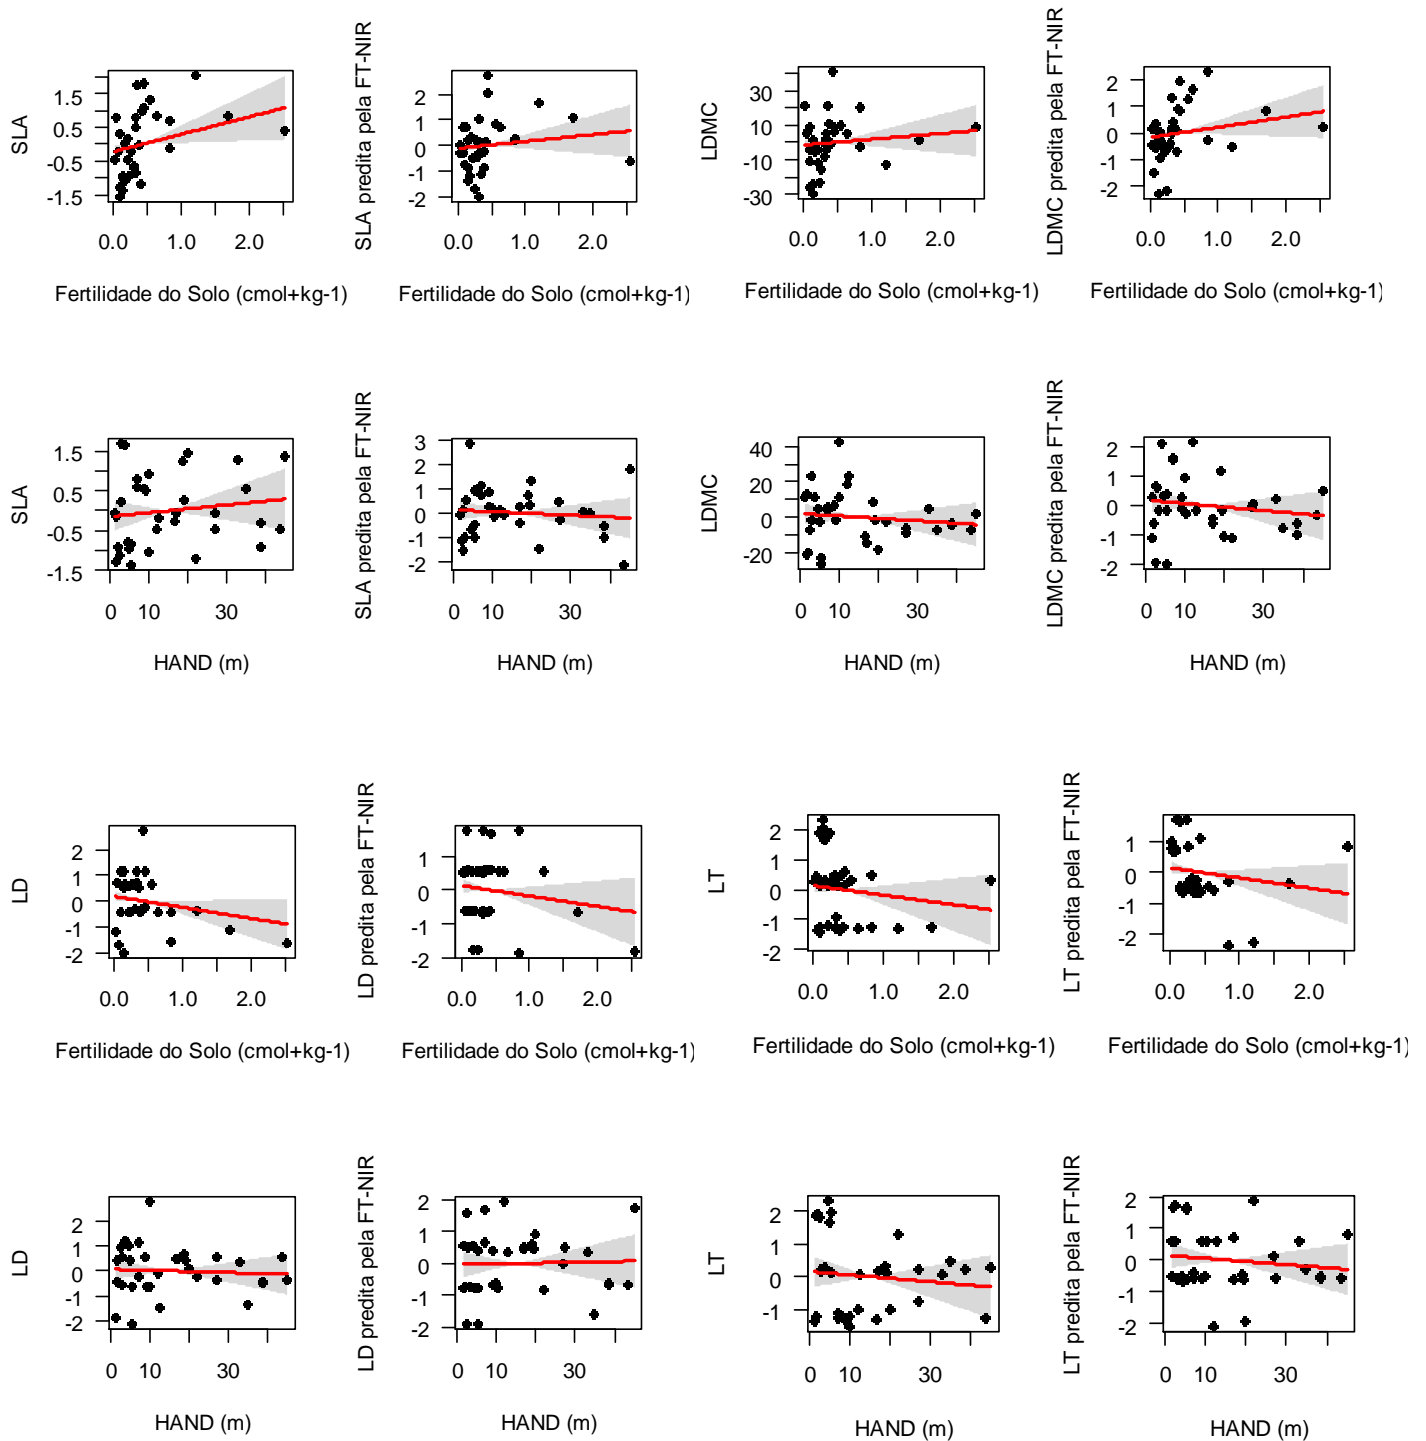 SLA
1.5
0.5
-0.5
-1.5
0.0 1.0 2.0
Fertilidade do Solo (cmol+kg-1)
SLA predita pela FT-NIR
2
1
0
-1
-2
0.0 1.0 2.0
Fertilidade do Solo (cmol+kg-1)
LDMC
30
10
-10
-30
0.0 1.0 2.0
Fertilidade do Solo (cmol+kg-1)
LDMC predita pela FT-NIR
2
1
0
-1
-2
0.0 1.0 2.0
Fertilidade do Solo (cmol+kg-1)
SLA
1.5
0.5
-0.5
-1.5
0 10 30
HAND (m)
SLA predita pela FT-NIR
3
2
1
0
-1
-2
0 10 30
HAND (m)
LDMC
40
20
0
-20
0 10 30
HAND (m)
LDMC predita pela FT-NIR
2
1
0
-1
-2
0 10 30
HAND (m)
LD
2
1
0
-1
-2
0.0 1.0 2.0
Fertilidade do Solo (cmol+kg-1)
LD predita pela FT-NIR
1
0
-1
-2
0.0 1.0 2.0
Fertilidade do Solo (cmol+kg-1)
LT
2
1
0
-1
-2
0.0 1.0 2.0
Fertilidade do Solo (cmol+kg-1)
LT predita pela FT-NIR
1
0
-1
-2
0.0 1.0 2.0
Fertilidade do Solo (cmol+kg-1)
LD
2
1
0
-1
-2
0 10 30
HAND (m)
LD predita pela FT-NIR
2
1
0
-1
-2
0 10 30
HAND (m)
LT
2
1
0
-1
0 10 30
HAND (m)
LT predita pela FT-NIR
2
1
0
-1
-2
0 10 30
HAND (m)